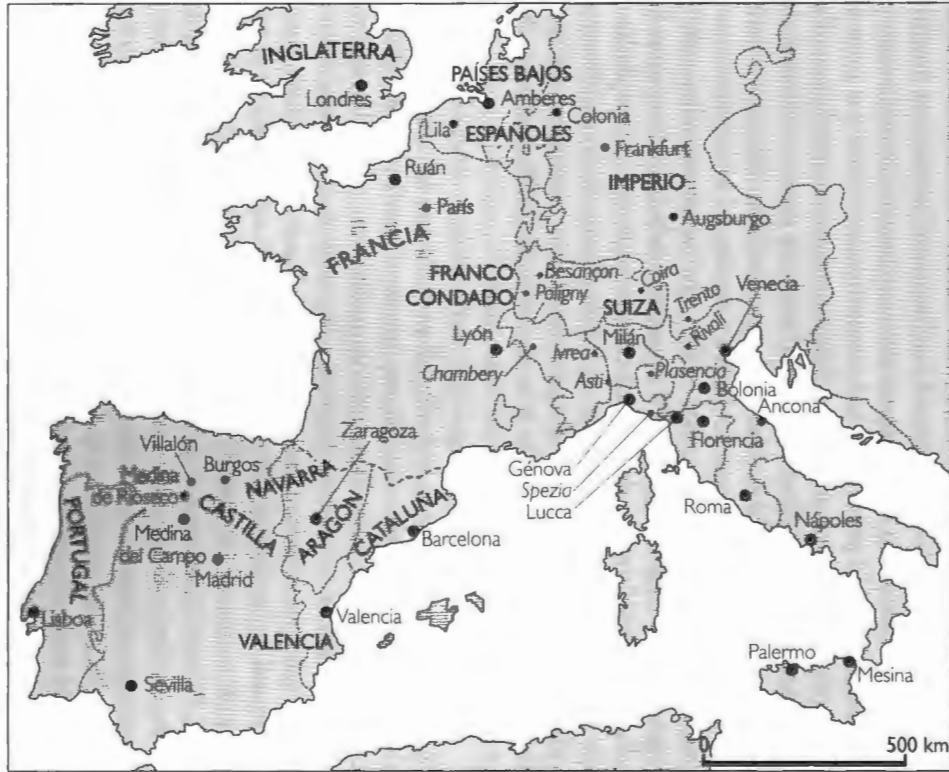 INGLATERRA
Londres
PAÍSES BAJOS
Amberes
Colonia
Lila
ESPAÑOLES
Frankfurt
Ruán
IMPERIO
París
Augsburgo
FRANCIA
FRANCO
CONDADO
Besançon
Poligny
Coira
SUIZA
Trento
Venecia
Rívoli
Lyón
Milán
Ivrea
Chambery
Asti
Plasencia
Bolonia
Ancona
Zaragoza
Florencia
Génova
Spezia
Lucca
Villalón
Burgos
NAVARRA
Medina
de Ríoseco
CASTILLA
ARAGÓN
CATALUÑA
Roma
Nápoles
PORTUGAL
Medina
del Campo
Madrid
Barcelona
Lisboa
VALENCIA
Valencia
Sevilla
Palermo
Mesina
0
500 km